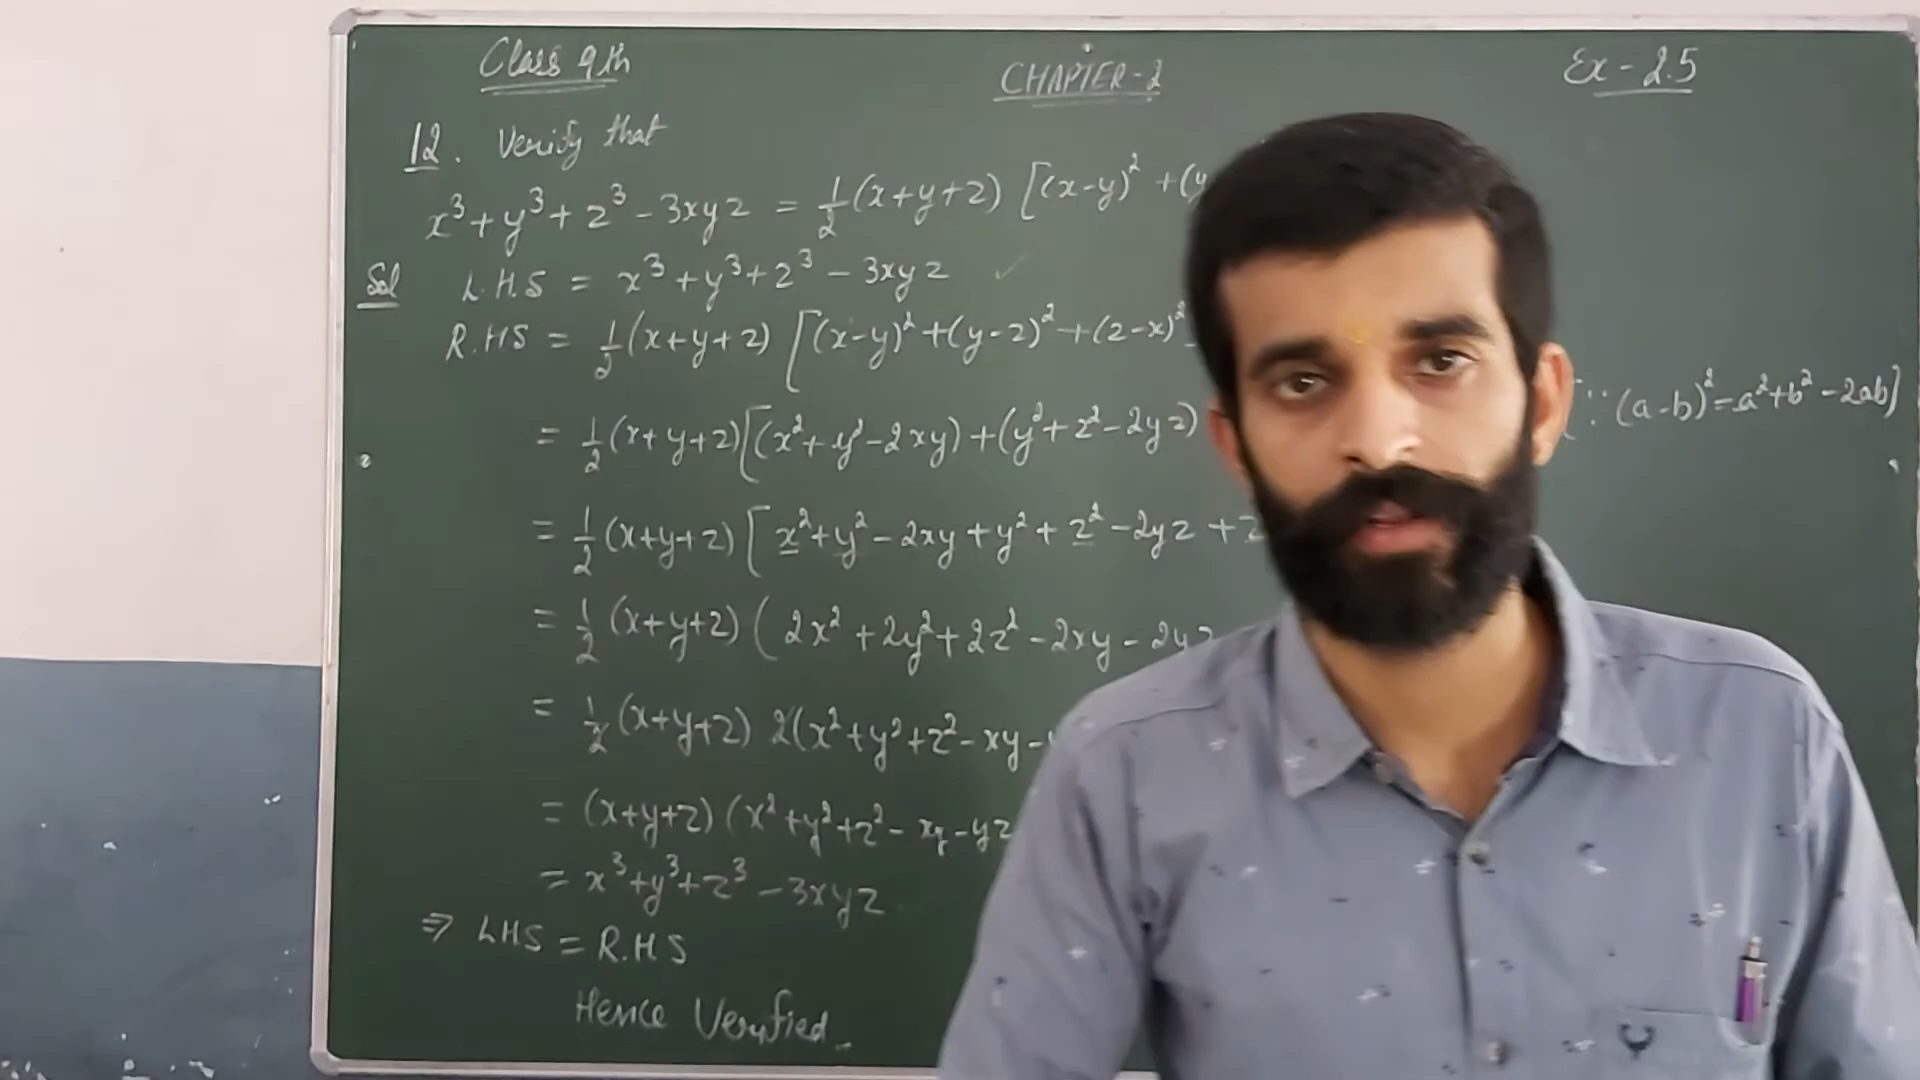 Class 9th CHAPTER-2 Ex-2.5
12. Verify that
x³+y³+z³-3xyz = 1/2(x+y+z) [(x-y)²+(y
Sol L.H.S = x³+y³+z³-3xyz ✓
R.HS = 1/2(x+y+z) [(x-y)²+(y-z)²+(z-x)²
= 1/2(x+y+z)[(x²+y²-2xy)+(y²+z²-2yz) ∵ (a-b)²=a²+b²-2ab]
= 1/2(x+y+z)[x²+y²-2xy+y²+z²-2yz+z
= 1/2(x+y+z)(2x²+2y²+2z²-2xy-2yz
= 1/2(x+y+z) 2(x²+y²+z²-xy-
= (x+y+z)(x²+y²+z²-xy-yz
= x³+y³+z³-3xyz
⇒ LHS = R.H.S
Hence Verified.